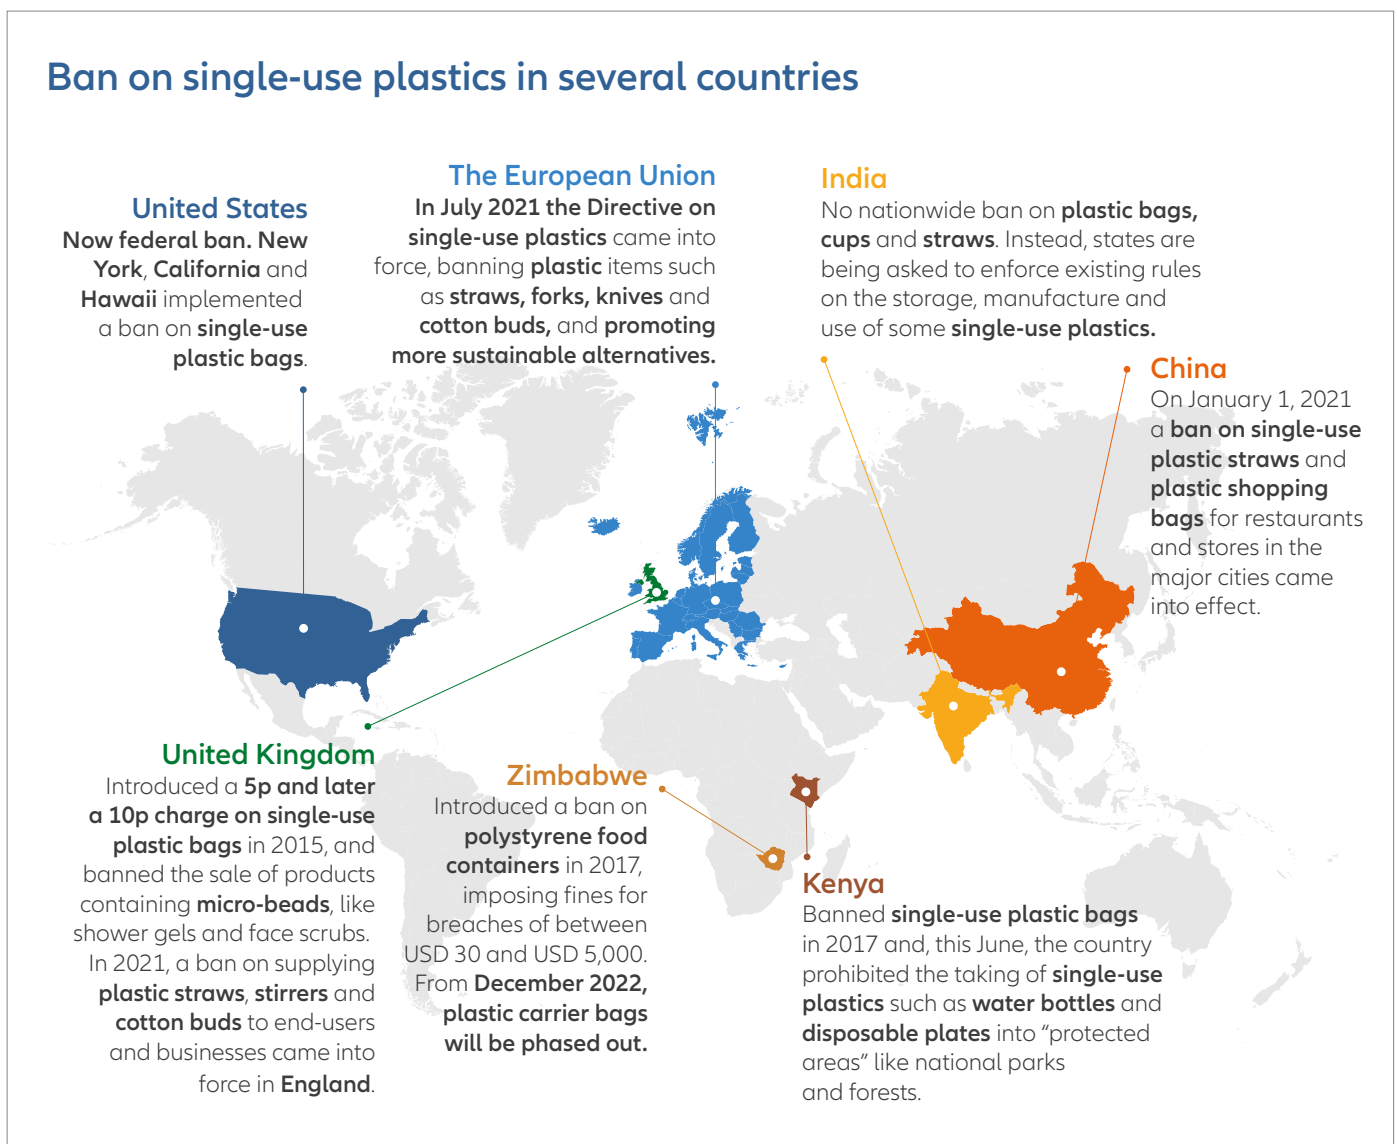 Ban on single-use plastics in several countries
United States
Now federal ban. New
York, California and
Hawaii implemented
a ban on single-use
plastic bags.
The European Union
In July 2021 the Directive on
single-use plastics came into
force, banning plastic items such
as straws, forks, knives and
cotton buds, and promoting
more sustainable alternatives.
India
No nationwide ban on plastic bags,
cups and straws. Instead, states are
being asked to enforce existing rules
on the storage, manufacture and
use of some single-use plastics.
China
On January 1, 2021
a ban on single-use
plastic straws and
plastic shopping
bags for restaurants
and stores in the
major cities came
into effect.
United Kingdom
Introduced a 5p and later
a 10p charge on single-use
plastic bags in 2015, and
banned the sale of products
containing micro-beads, like
shower gels and face scrubs.
In 2021, a ban on supplying
plastic straws, stirrers and
cotton buds to end-users
and businesses came into
force in England.
Zimbabwe
Introduced a ban on
polystyrene food
containers in 2017,
imposing fines for
breaches of between
USD 30 and USD 5,000.
From December 2022,
plastic carrier bags
will be phased out.
Kenya
Banned single-use plastic bags
in 2017 and, this June, the country
prohibited the taking of single-use
plastics such as water bottles and
disposable plates into “protected
areas” like national parks
and forests.